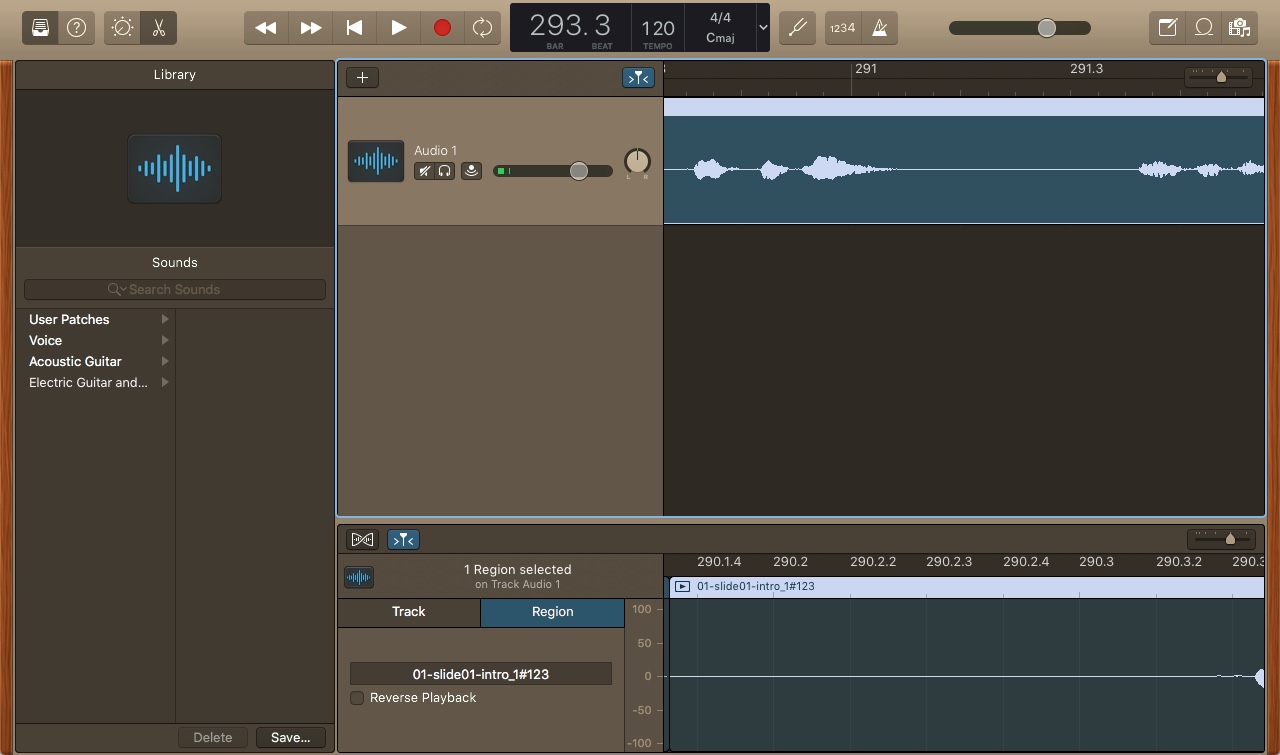 293.3
BAR
BEAT
120
TEMPO
4/4
Cmaj
1234
Library
Sounds
Search Sounds
User Patches
Voice
Acoustic Guitar
Electric Guitar and...
Delete
Save...
291
291.3
Audio 1
L R
1 Region selected
on Track Audio 1
Track
Region
01-slide01-intro_1#123
Reverse Playback
290.1.4
290.2
290.2.2
290.2.3
290.2.4
290.3
290.3.2
290.3
01-slide01-intro_1#123
100
50
0
-50
-100